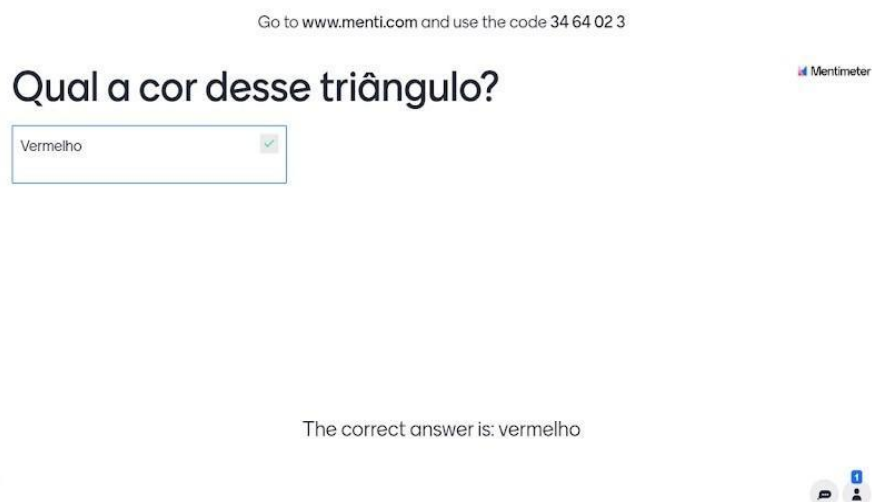 Go to www.menti.com and use the code 34 64 02 3
Mentimeter
Qual a cor desse triângulo?
Vermelho
The correct answer is: vermelho
1